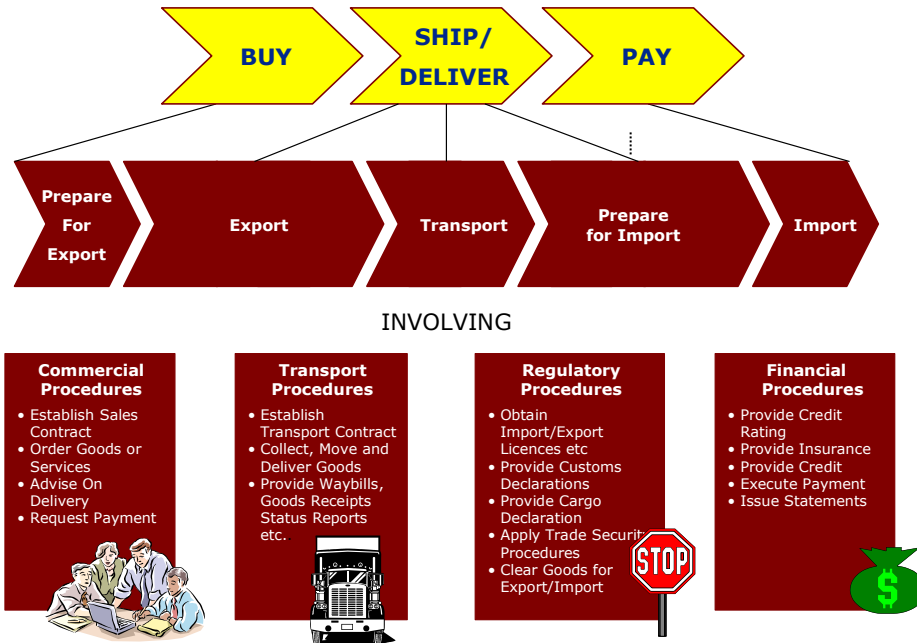 BUY
SHIP/
DELIVER
PAY
Prepare
For
Export
Export
Transport
Prepare
for Import
Import
INVOLVING
Commercial
Procedures
• Establish Sales
Contract
• Order Goods or
Services
• Advise On
Delivery
• Request Payment
Transport
Procedures
• Establish
Transport Contract
• Collect, Move and
Deliver Goods
• Provide Waybills,
Goods Receipts
Status Reports
etc.
Regulatory
Procedures
• Obtain
Import/Export
Licences etc
• Provide Customs
Declarations
• Provide Cargo
Declaration
• Apply Trade Security
Procedures
• Clear Goods for
Export/Import
STOP
Financial
Procedures
• Provide Credit
Rating
• Provide Insurance
• Provide Credit
• Execute Payment
• Issue Statements
$